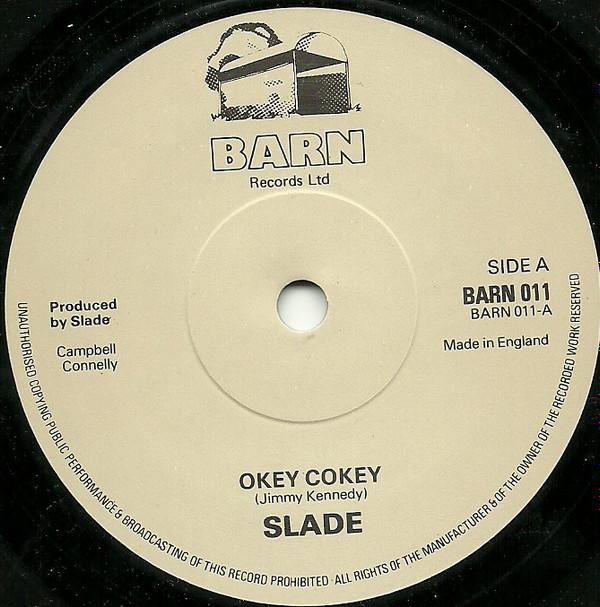 BARN
Records Ltd
SIDE A
BARN 011
BARN 011-A
Made in England
Produced
by Slade
Campbell
Connelly
OKEY COKEY
(Jimmy Kennedy)
SLADE
UNAUTHORISED COPYING PUBLIC PERFORMANCE & BROADCASTING OF THIS RECORD PROHIBITED · ALL RIGHTS OF THE MANUFACTURER & OF THE OWNER OF THE RECORDED WORK RESERVED